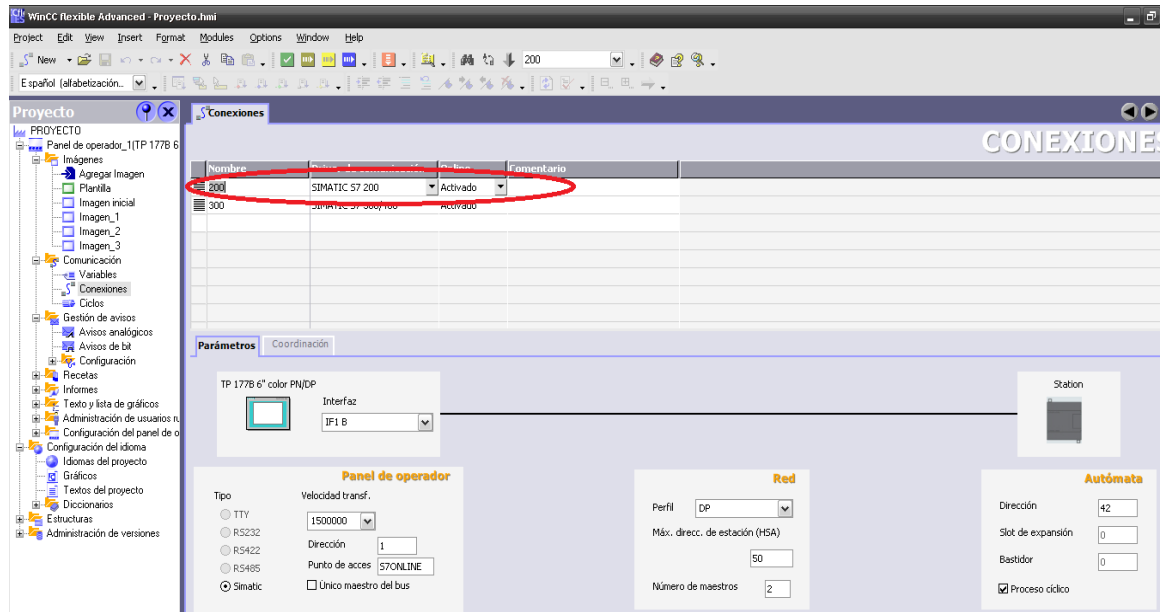 WinCC flexible Advanced - Proyecto.hmi
Project Edit View Insert Format Modules Options Window Help
New 200
Español (alfabetización...
Proyecto
PROYECTO
Panel de operador_1(TP 177B 6
Imágenes
Agregar Imagen
Plantilla
Imagen inicial
Imagen_1
Imagen_2
Imagen_3
Comunicación
Variables
Conexiones
Ciclos
Gestión de avisos
Avisos analógicos
Avisos de bit
Configuración
Recetas
Informes
Texto y lista de gráficos
Administración de usuarios ru
Configuración del panel de o
Configuración del idioma
Idiomas del proyecto
Gráficos
Textos del proyecto
Diccionarios
Estructuras
Administración de versiones
Conexiones
CONEXIONES
Nombre Online Comentario
200 SIMATIC S7 200 Activado
300 SIMATIC S7 300/400 Activado
Parámetros Coordinación
TP 177B 6" color PN/DP
Interfaz
IF1 B
Station
Panel de operador
Tipo
TTY
RS232
RS422
RS485
Simatic
Velocidad transf.
1500000
Dirección 1
Punto de acces S7ONLINE
Único maestro del bus
Red
Perfil DP
Máx. direcc. de estación (HSA)
50
Número de maestros 2
Autómata
Dirección 42
Slot de expansión 0
Bastidor 0
Proceso cíclico